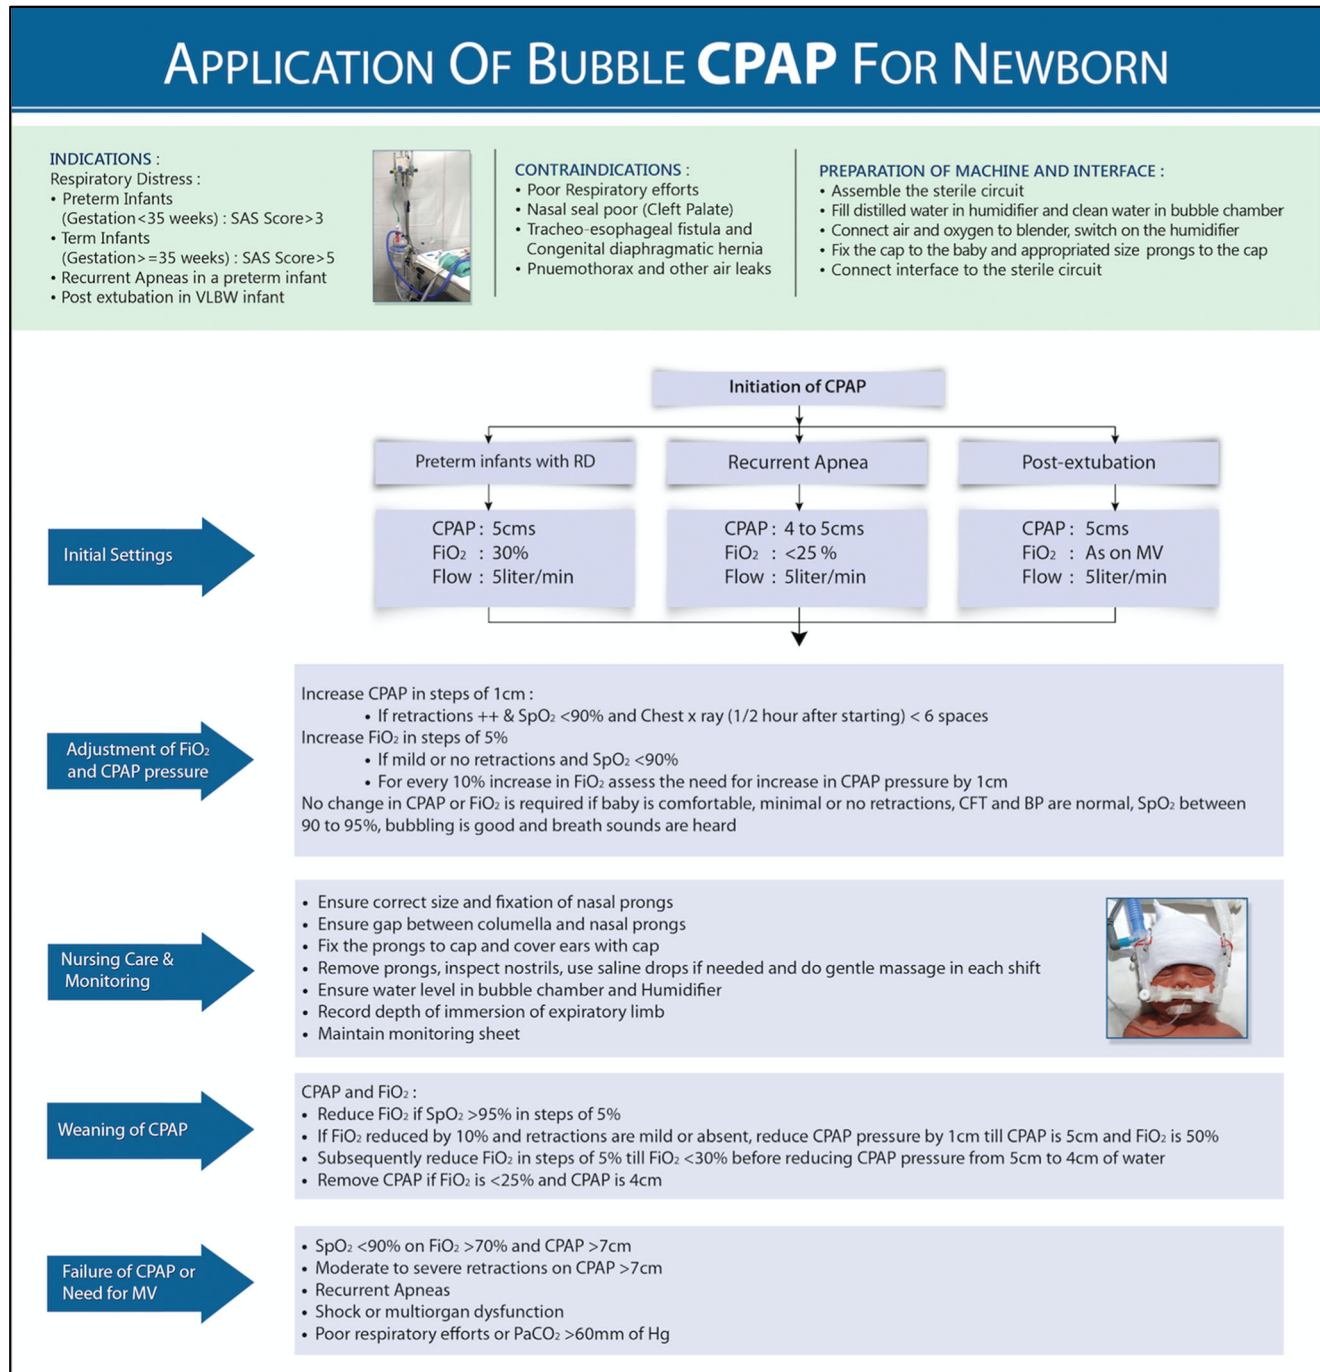 APPLICATION OF BUBBLE CPAP FOR NEWBORN
INDICATIONS :
Respiratory Distress :
• Preterm Infants
(Gestation<35 weeks) : SAS Score>3
• Term Infants
(Gestation>=35 weeks) : SAS Score>5
• Recurrent Apneas in a preterm infant
• Post extubation in VLBW infant
CONTRAINDICATIONS :
• Poor Respiratory efforts
• Nasal seal poor (Cleft Palate)
• Tracheo-esophageal fistula and
Congenital diaphragmatic hernia
• Pnuemothorax and other air leaks
PREPARATION OF MACHINE AND INTERFACE :
• Assemble the sterile circuit
• Fill distilled water in humidifier and clean water in bubble chamber
• Connect air and oxygen to blender, switch on the humidifier
• Fix the cap to the baby and appropriated size prongs to the cap
• Connect interface to the sterile circuit
Initiation of CPAP
Preterm infants with RD
Recurrent Apnea
Post-extubation
Initial Settings
CPAP : 5cms
FiO₂ : 30%
Flow : 5liter/min
CPAP : 4 to 5cms
FiO₂ : <25 %
Flow : 5liter/min
CPAP : 5cms
FiO₂ : As on MV
Flow : 5liter/min
Adjustment of FiO₂
and CPAP pressure
Increase CPAP in steps of 1cm :
• If retractions ++ & SpO₂ <90% and Chest x ray (1/2 hour after starting) < 6 spaces
Increase FiO₂ in steps of 5%
• If mild or no retractions and SpO₂ <90%
• For every 10% increase in FiO₂ assess the need for increase in CPAP pressure by 1cm
No change in CPAP or FiO₂ is required if baby is comfortable, minimal or no retractions, CFT and BP are normal, SpO₂ between
90 to 95%, bubbling is good and breath sounds are heard
Nursing Care &
Monitoring
• Ensure correct size and fixation of nasal prongs
• Ensure gap between columella and nasal prongs
• Fix the prongs to cap and cover ears with cap
• Remove prongs, inspect nostrils, use saline drops if needed and do gentle massage in each shift
• Ensure water level in bubble chamber and Humidifier
• Record depth of immersion of expiratory limb
• Maintain monitoring sheet
Weaning of CPAP
CPAP and FiO₂ :
• Reduce FiO₂ if SpO₂ >95% in steps of 5%
• If FiO₂ reduced by 10% and retractions are mild or absent, reduce CPAP pressure by 1cm till CPAP is 5cm and FiO₂ is 50%
• Subsequently reduce FiO₂ in steps of 5% till FiO₂ <30% before reducing CPAP pressure from 5cm to 4cm of water
• Remove CPAP if FiO₂ is <25% and CPAP is 4cm
Failure of CPAP or
Need for MV
• SpO₂ <90% on FiO₂ >70% and CPAP >7cm
• Moderate to severe retractions on CPAP >7cm
• Recurrent Apneas
• Shock or multiorgan dysfunction
• Poor respiratory efforts or PaCO₂ >60mm of Hg